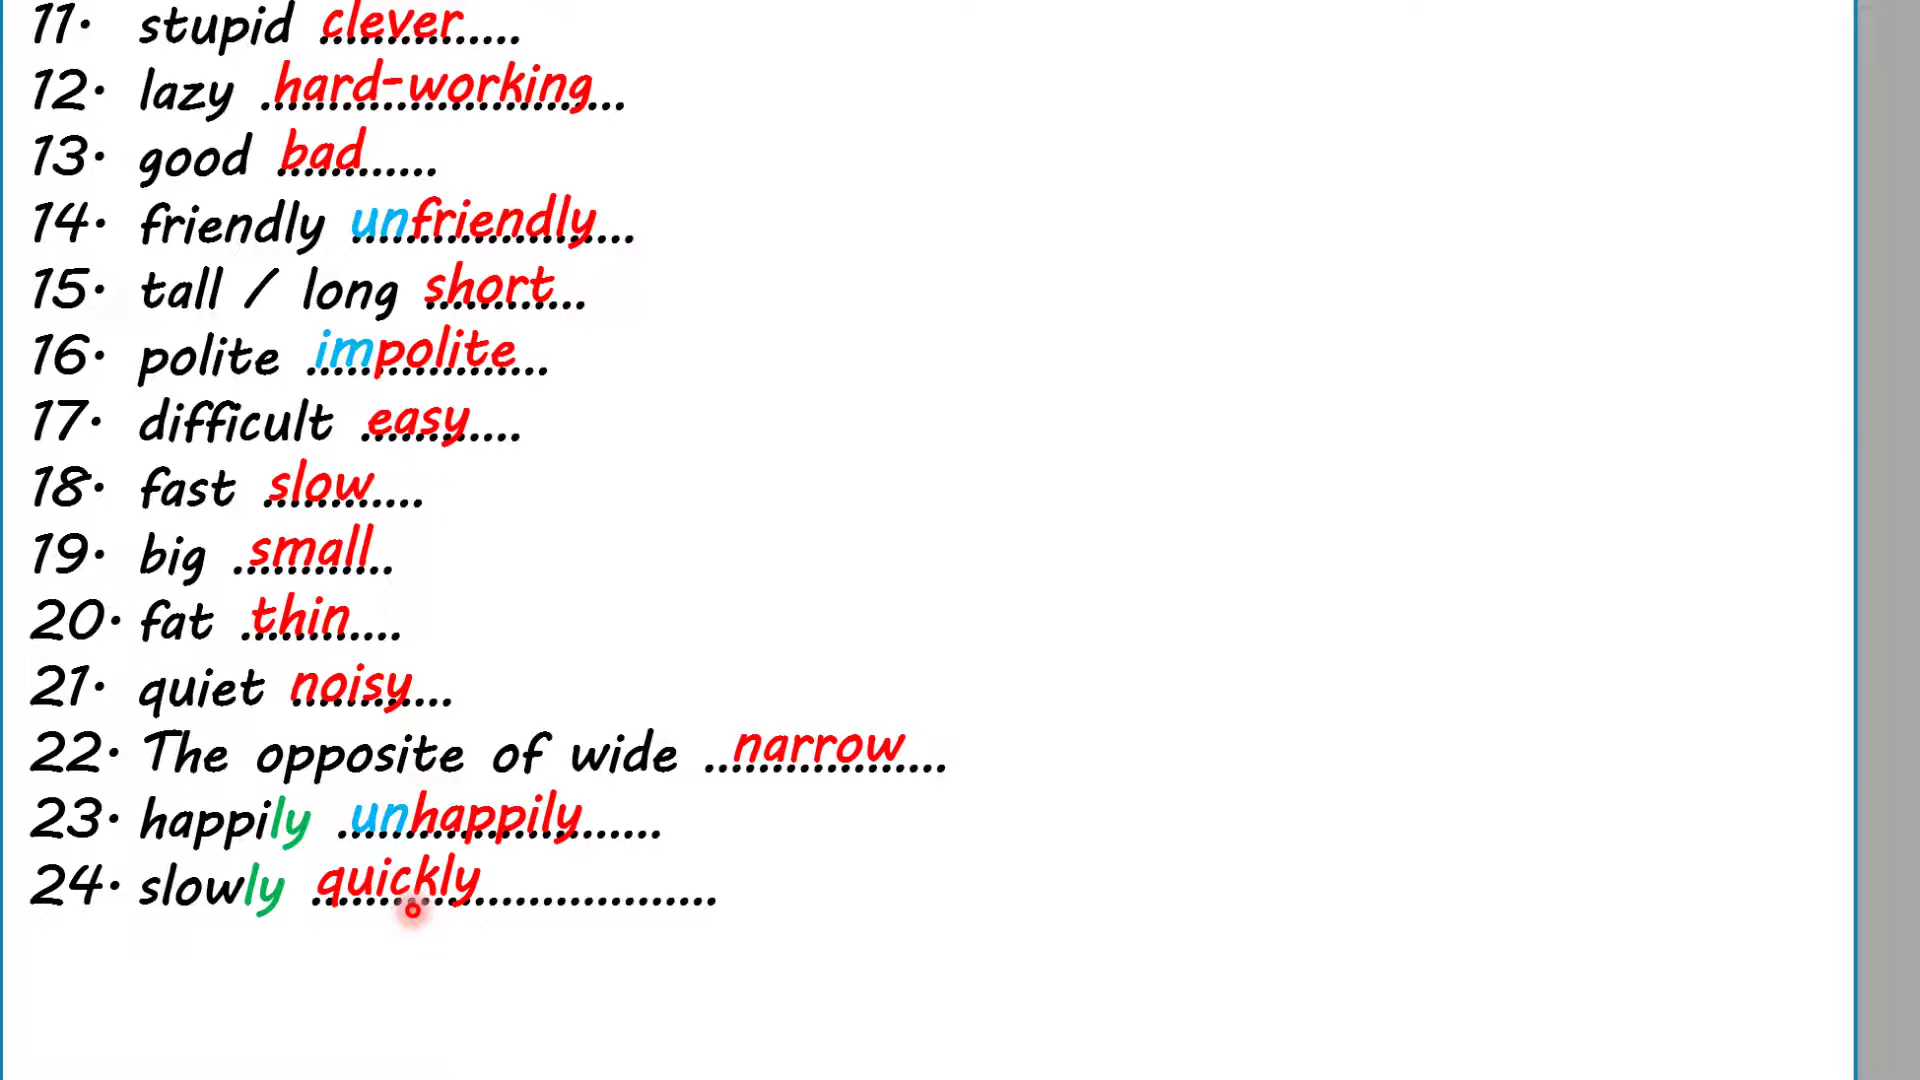 11. stupid clever............
12. lazy .hard-working...
13. good bad......
14. friendly unfriendly...
15. tall / long short...
16. polite .impolite...
17. difficult .easy....
18. fast .slow....
19. big .small..
20. fat .thin....
21. quiet noisy...
22. The opposite of wide ..narrow...
23. happily .unhappily......
24. slowly quickly..................